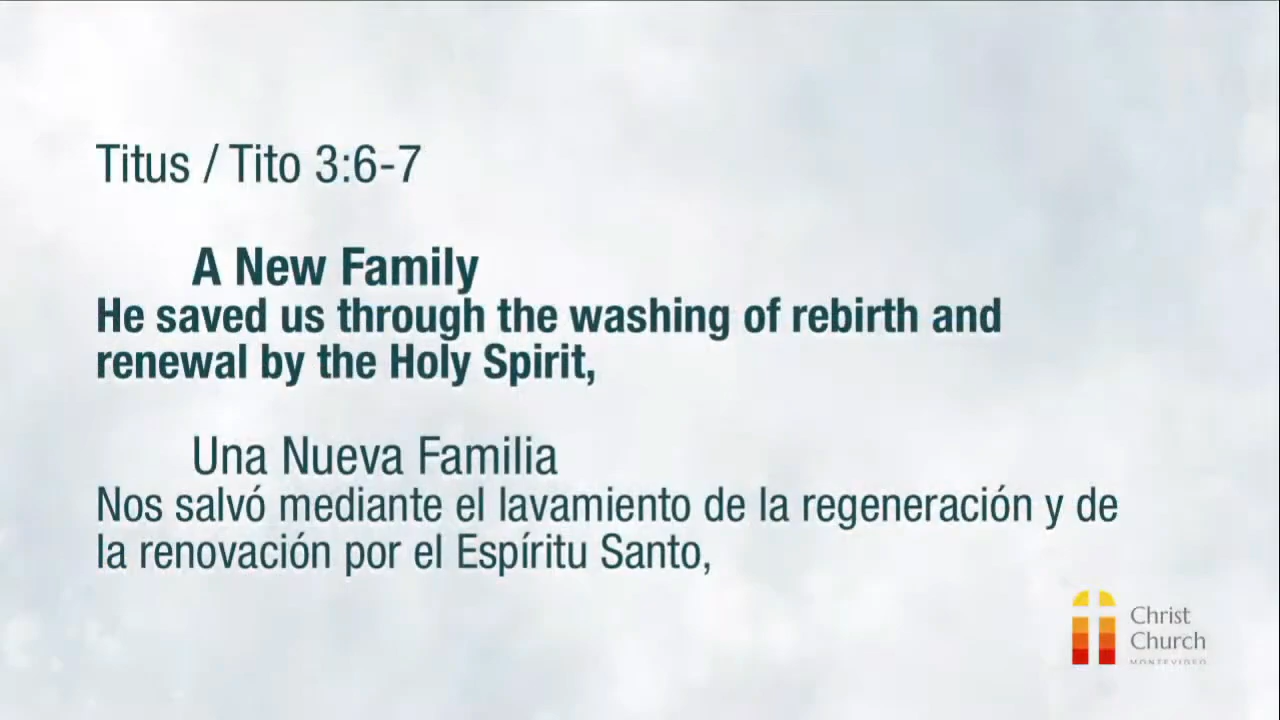 Titus / Tito 3:6-7
A New Family
He saved us through the washing of rebirth and
renewal by the Holy Spirit,
Una Nueva Familia
Nos salvó mediante el lavamiento de la regeneración y de
la renovación por el Espíritu Santo,
Christ
Church
MONTEVIDEO